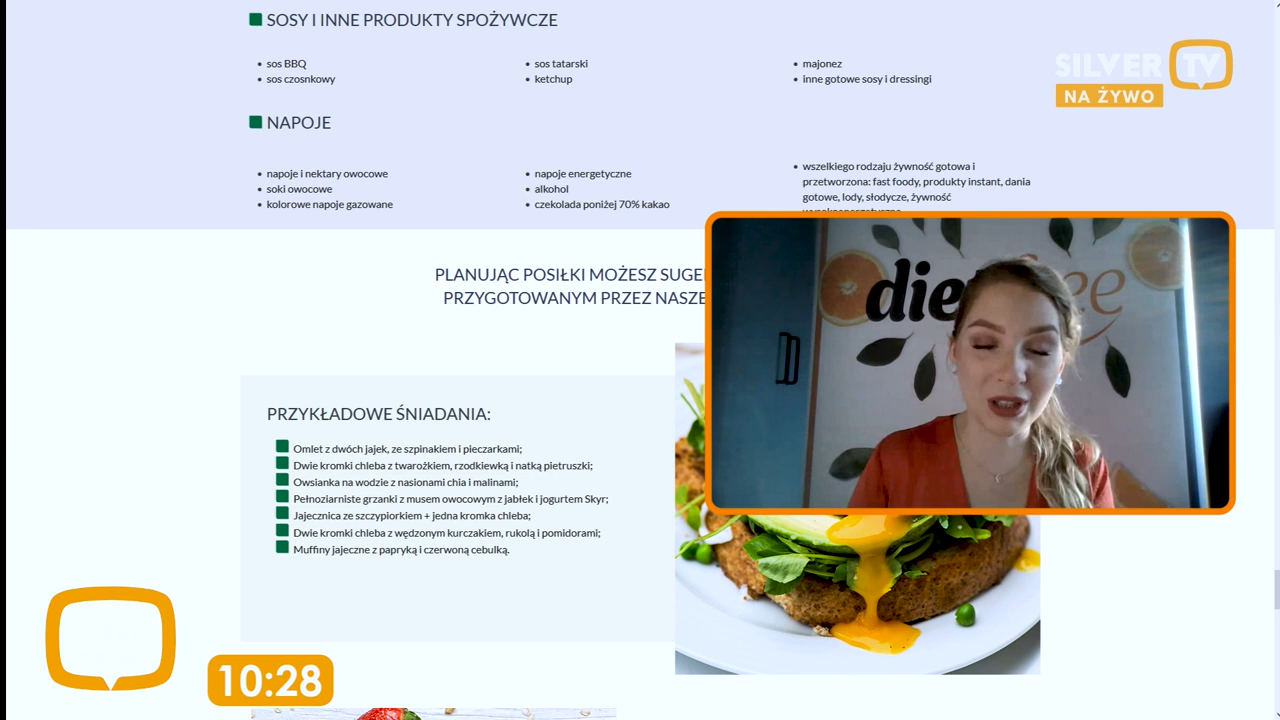 SOSY I INNE PRODUKTY SPOŻYWCZE
• sos BBQ
• sos czosnkowy
• sos tatarski
• ketchup
• majonez
• inne gotowe sosy i dressingi
SILVER TV
NA ŻYWO
NAPOJE
• napoje i nektary owocowe
• soki owocowe
• kolorowe napoje gazowane
• napoje energetyczne
• alkohol
• czekolada poniżej 70% kakao
• wszelkiego rodzaju żywność gotowa i
przetworzona: fast foody, produkty instant, dania
gotowe, lody, słodycze, żywność
PLANUJĄC POSIŁKI MOŻESZ
PRZYGOTOWANYM PRZEZ
PRZYKŁADOWE ŚNIADANIA:
Omlet z dwóch jajek, ze szpinakiem i pieczarkami;
Dwie kromki chleba z twarożkiem, rzodkiewką i natką pietruszki;
Owsianka na wodzie z nasionami chia i malinami;
Pełnoziarniste grzanki z musem owocowym z jabłek i jogurtem Skyr;
Jajecznica ze szczypiorkiem + jedna kromka chleba;
Dwie kromki chleba z wędzonym kurczakiem, rukolą i pomidorami;
Muffiny jajeczne z papryką i czerwoną cebulką.
10:28